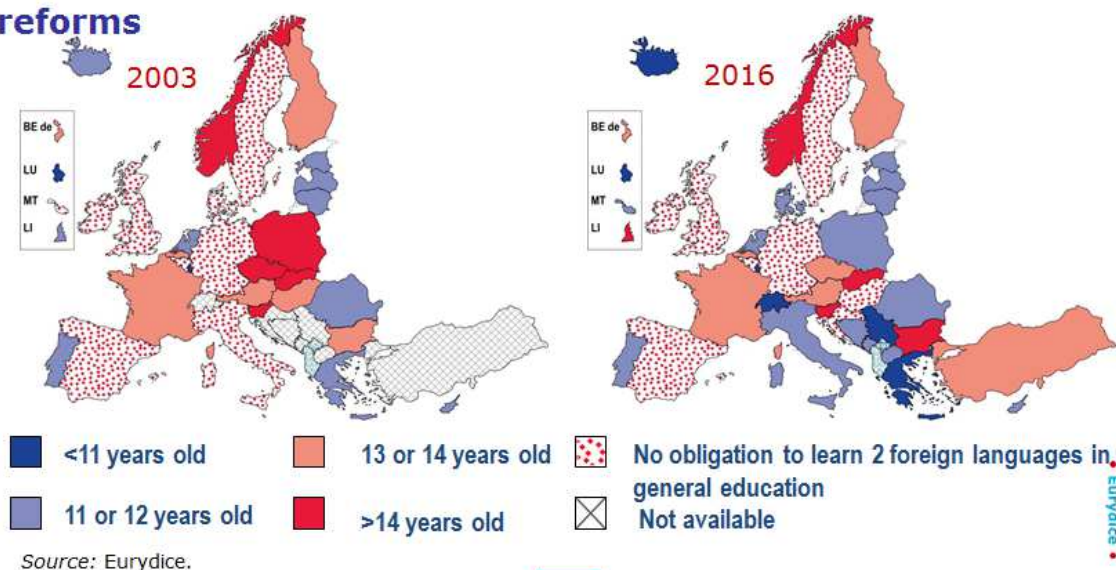 reforms
2003
2016
BE de
LU
MT
LI
BE de
LU
MT
LI
<11 years old
13 or 14 years old
No obligation to learn 2 foreign languages in
general education
11 or 12 years old
>14 years old
Not available
Source: Eurydice.
• Eurydice •